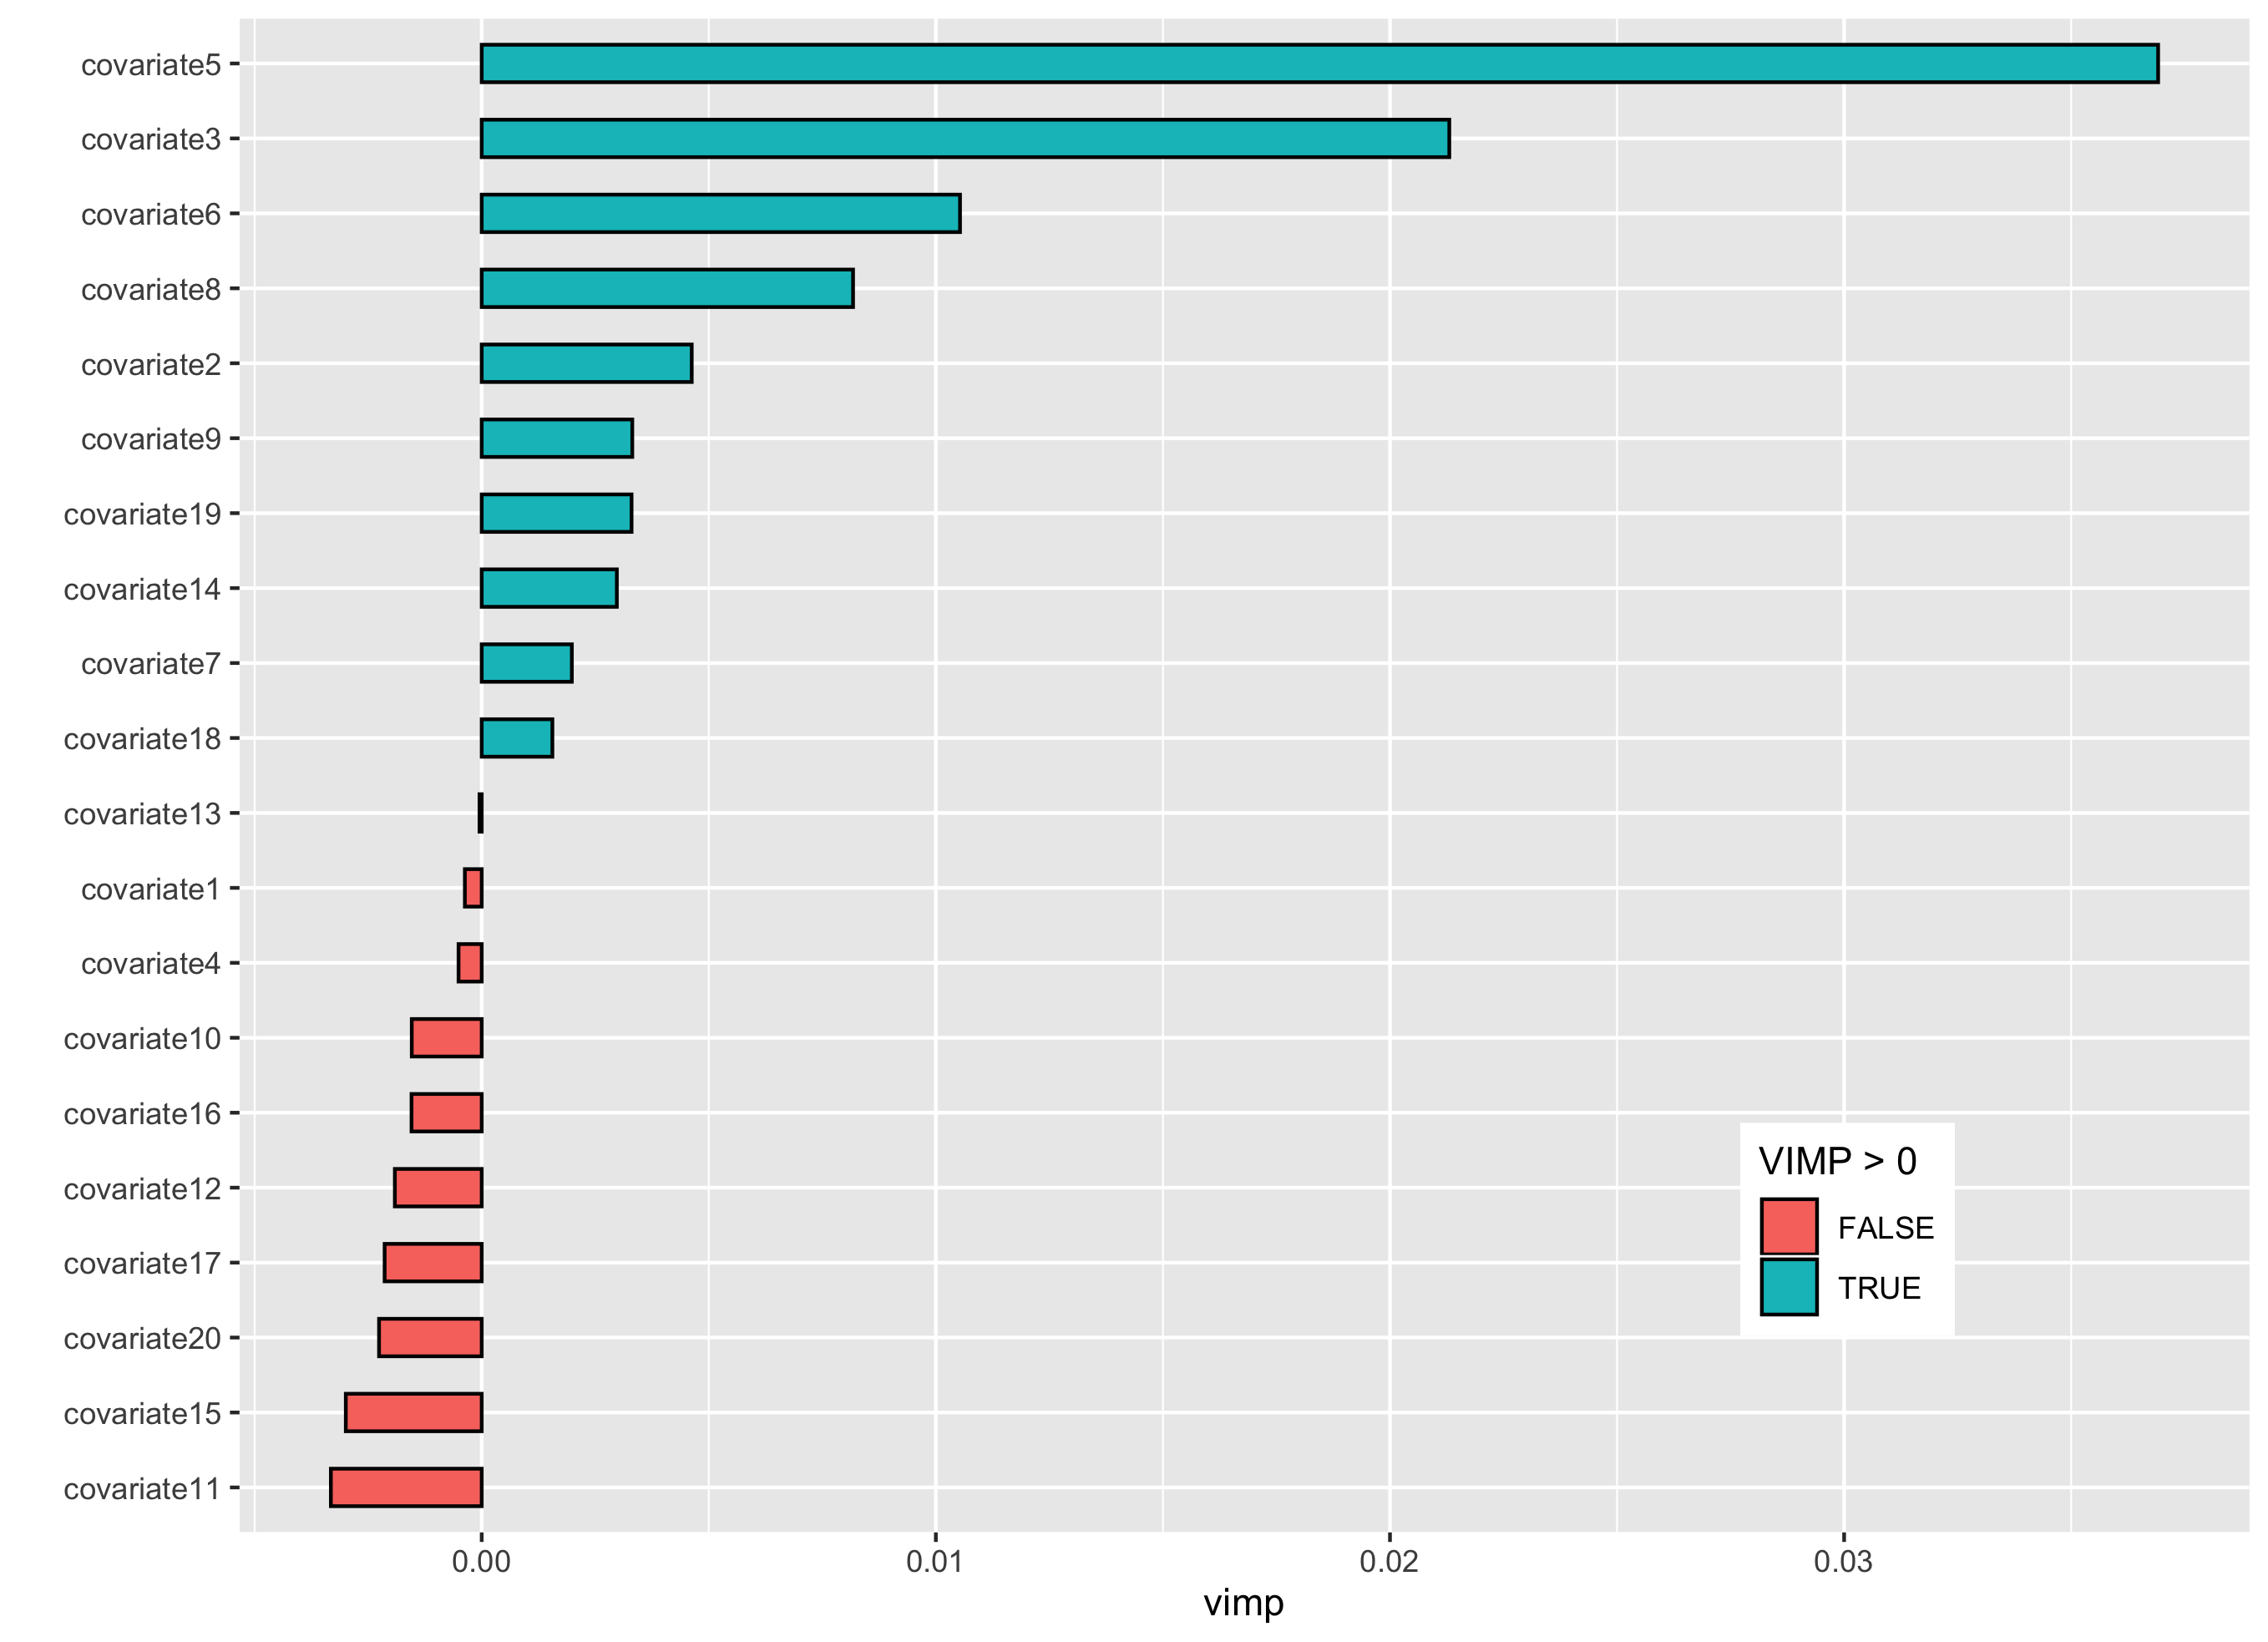 covariate5
covariate3
covariate6
covariate8
covariate2
covariate9
covariate19
covariate14
covariate7
covariate18
covariate13
covariate1
covariate4
covariate10
covariate16
covariate12
covariate17
covariate20
covariate15
covariate11
VIMP > 0
FALSE
TRUE
0.00 0.01 0.02 0.03
vimp